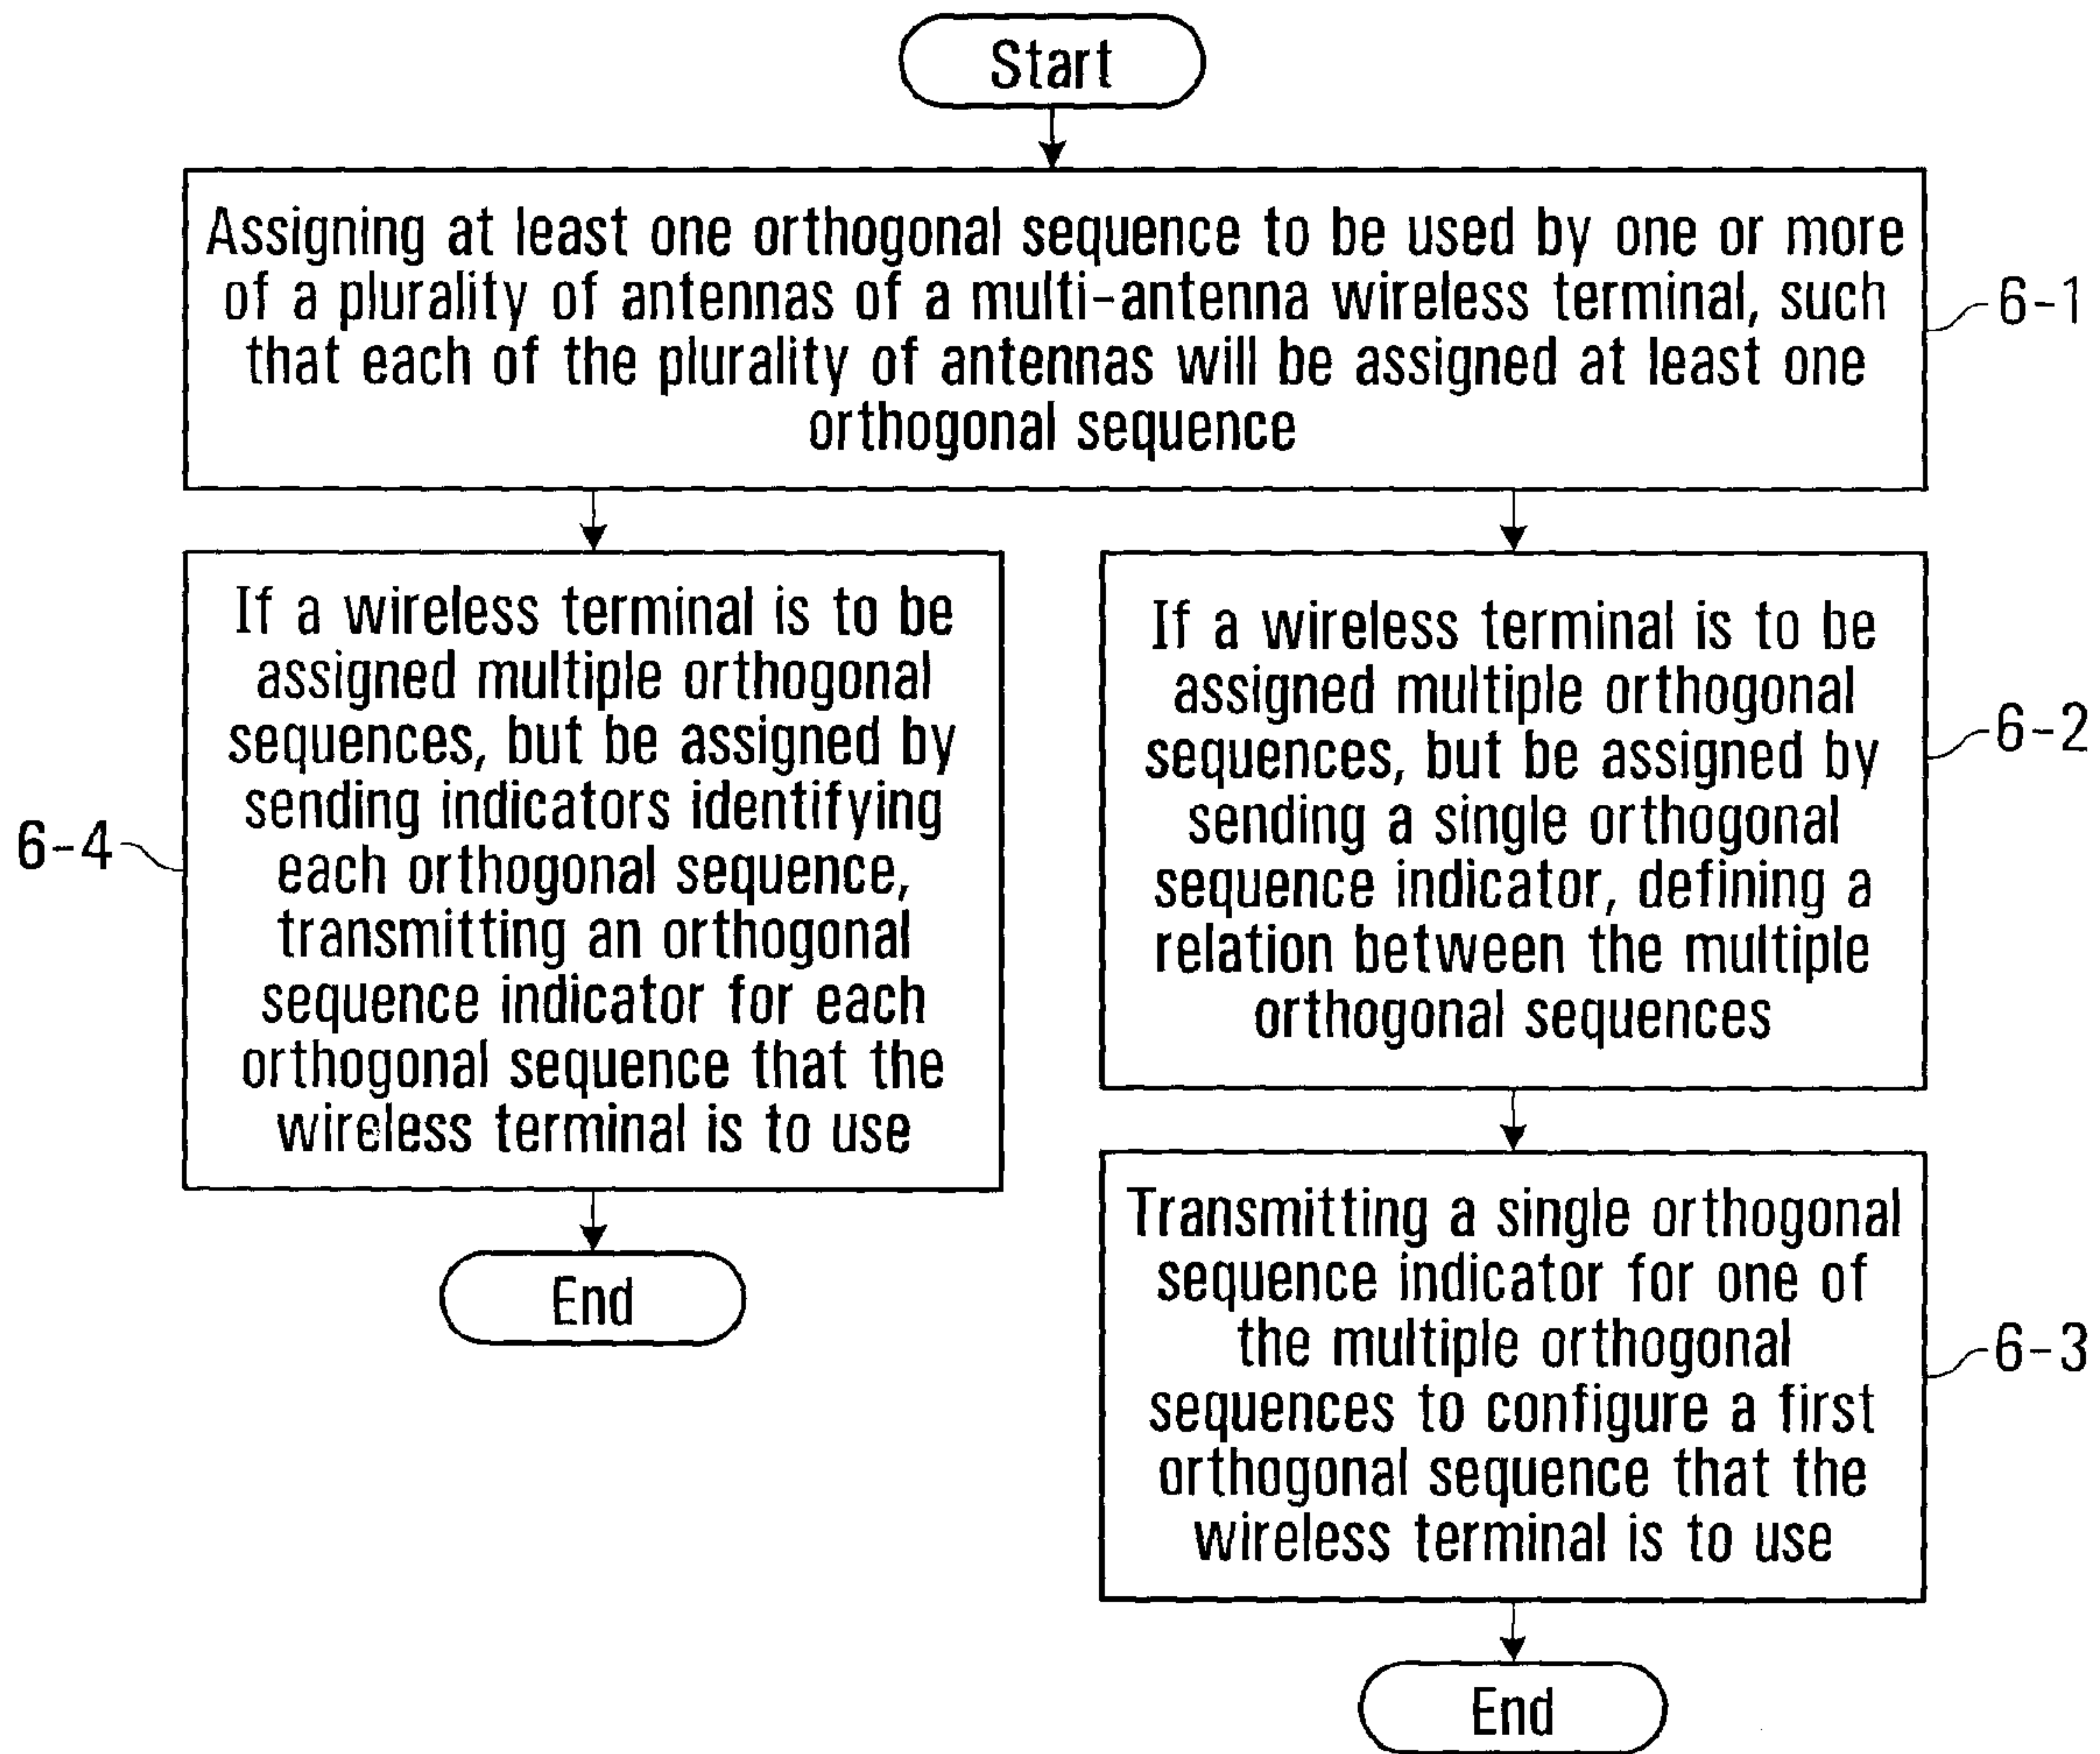 Start
Assigning at least one orthogonal sequence to be used by one or more
of a plurality of antennas of a multi-antenna wireless terminal, such
that each of the plurality of antennas will be assigned at least one
orthogonal sequence
6-1
If a wireless terminal is to be
assigned multiple orthogonal
sequences, but be assigned by
sending indicators identifying
each orthogonal sequence,
transmitting an orthogonal
sequence indicator for each
orthogonal sequence that the
wireless terminal is to use
6-4
End
If a wireless terminal is to be
assigned multiple orthogonal
sequences, but be assigned by
sending a single orthogonal
sequence indicator, defining a
relation between the multiple
orthogonal sequences
6-2
Transmitting a single orthogonal
sequence indicator for one of
the multiple orthogonal
sequences to configure a first
orthogonal sequence that the
wireless terminal is to use
6-3
End